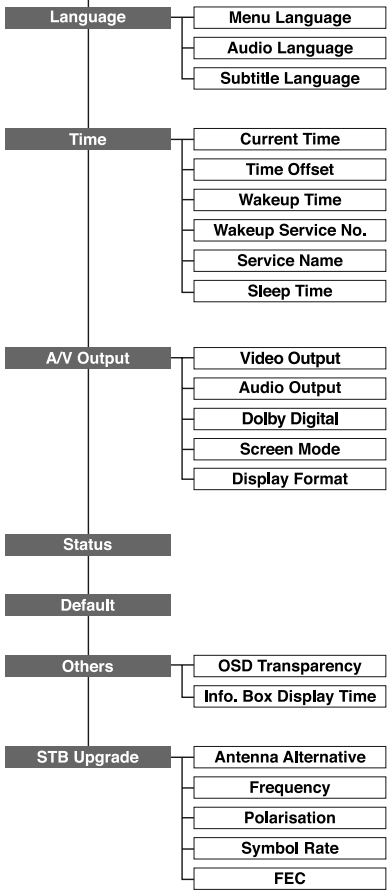 Language
Menu Language
Audio Language
Subtitle Language
Time
Current Time
Time Offset
Wakeup Time
Wakeup Service No.
Service Name
Sleep Time
A/V Output
Video Output
Audio Output
Dolby Digital
Screen Mode
Display Format
Status
Default
Others
OSD Transparency
Info. Box Display Time
STB Upgrade
Antenna Alternative
Frequency
Polarisation
Symbol Rate
FEC